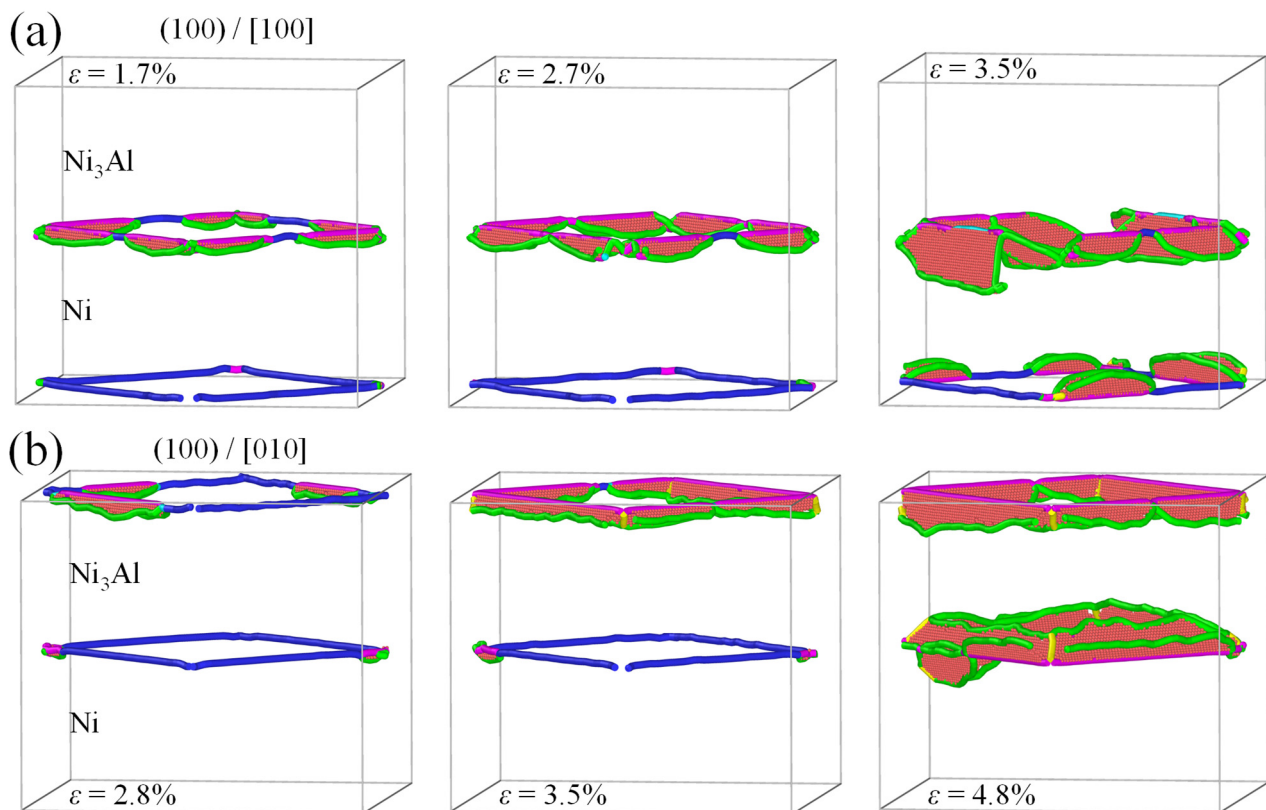 (a) (100) / [100]
ε = 1.7% ε = 2.7% ε = 3.5%
Ni₃Al
Ni
(b) (100) / [010]
Ni₃Al
Ni
ε = 2.8% ε = 3.5% ε = 4.8%